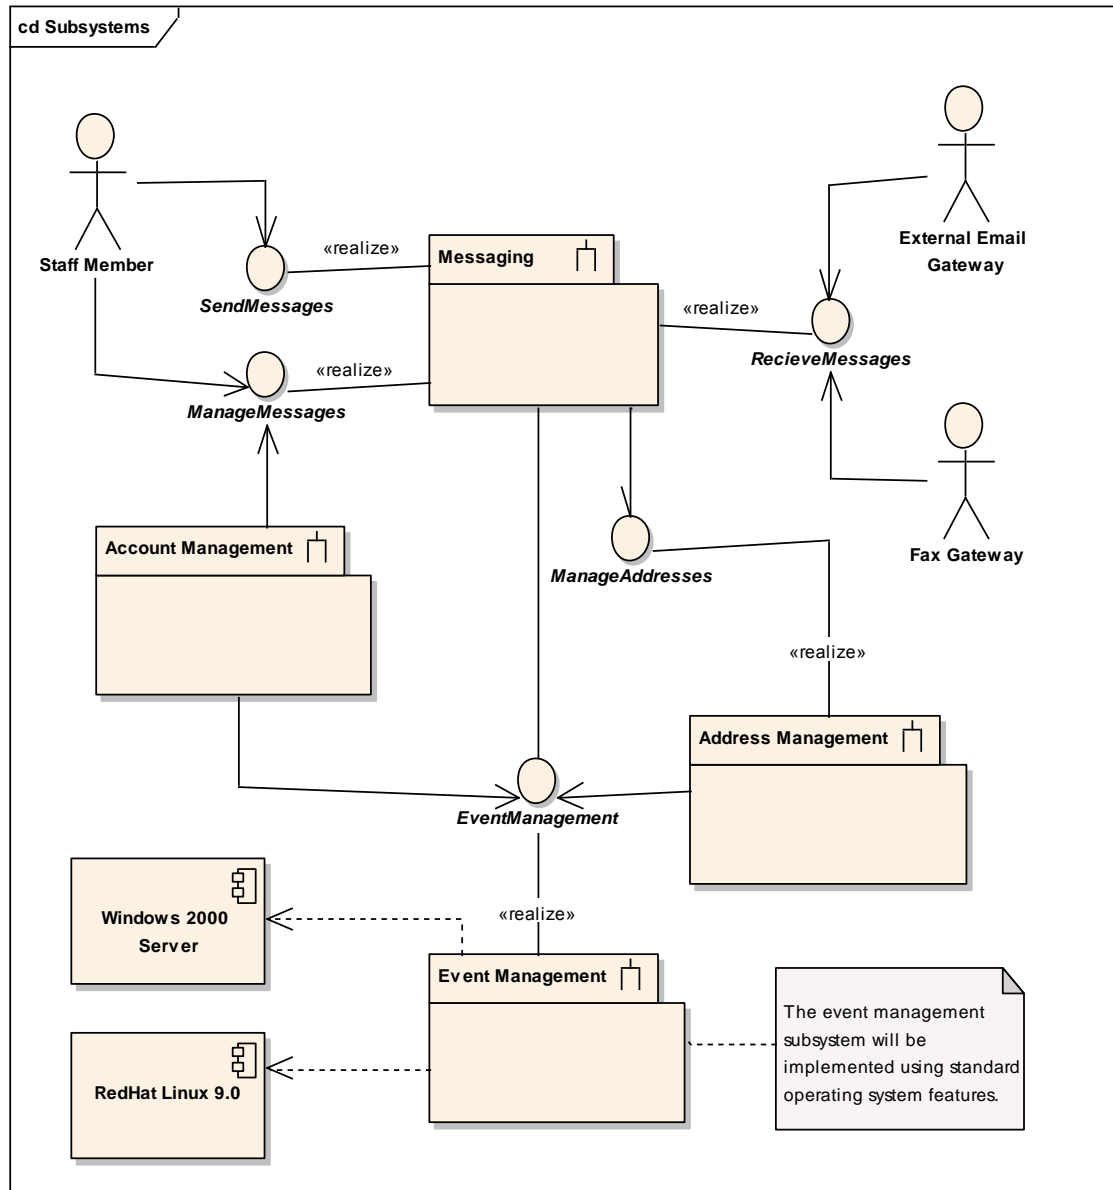 cd Subsystems
Staff Member
External Email
Gateway
SendMessages
«realize»
Messaging
«realize»
RecieveMessages
ManageMessages
«realize»
Account Management
ManageAddresses
Fax Gateway
«realize»
Address Management
EventManagement
Windows 2000
Server
«realize»
Event Management
RedHat Linux 9.0
The event management
subsystem will be
implemented using standard
operating system features.